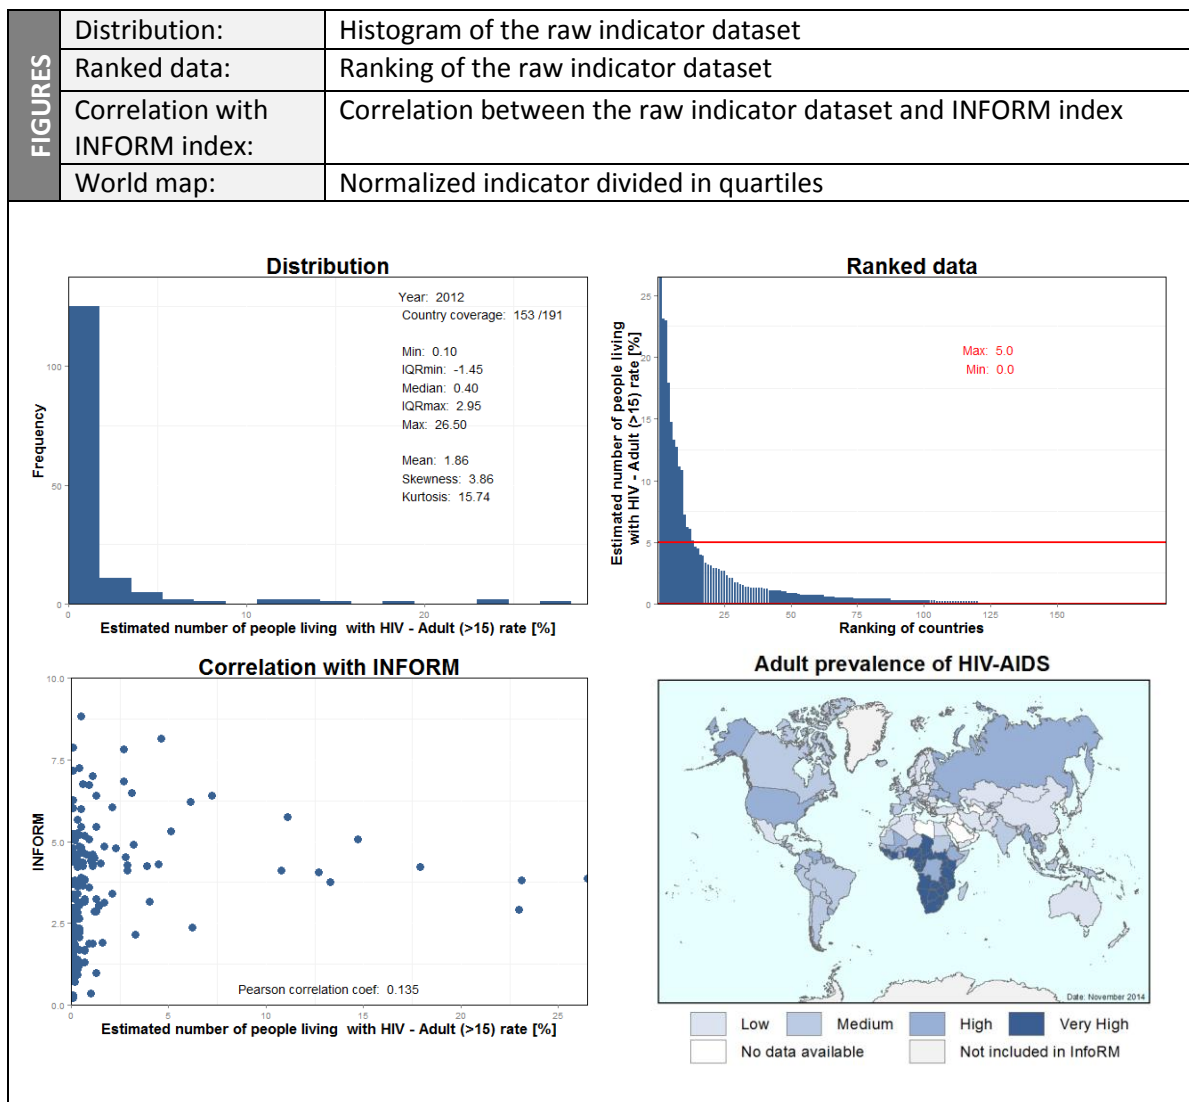 FIGURES
Distribution: Histogram of the raw indicator dataset
Ranked data: Ranking of the raw indicator dataset
Correlation with Correlation between the raw indicator dataset and INFORM index
INFORM index:
World map: Normalized indicator divided in quartiles
Distribution
Year: 2012
Country coverage: 153 /191
Min: 0.10
IQRmin: -1.45
Median: 0.40
IQRmax: 2.95
Max: 26.50
Mean: 1.86
Skewness: 3.86
Kurtosis: 15.74
Frequency
100
50
0
0 10 20
Estimated number of people living with HIV - Adult (>15) rate [%]
Ranked data
Max: 5.0
Min: 0.0
Estimated number of people living
with HIV - Adult (>15) rate [%]
25
20
15
10
5
0
25 50 75 100 125 150
Ranking of countries
Correlation with INFORM
INFORM
10.0
7.5
5.0
2.5
0.0
Pearson correlation coef: 0.135
0 5 10 15 20 25
Estimated number of people living with HIV - Adult (>15) rate [%]
Adult prevalence of HIV-AIDS
Date: November 2014
Low Medium High Very High
No data available Not included in InfoRM